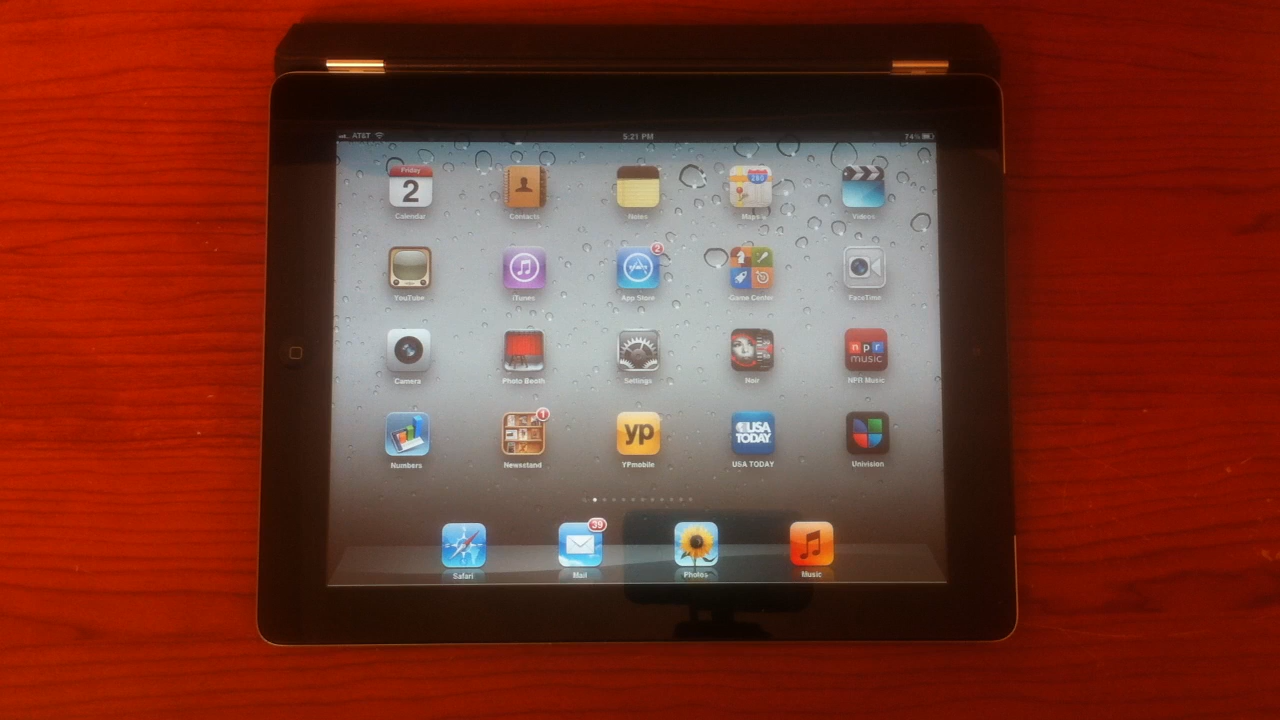 AT&T 5:21 PM 74%
Friday
2
280
Calendar Contacts Notes Maps Videos
2
YouTube iTunes App Store Game Center FaceTime
npr
music
Camera Photo Booth Settings Noir NPR Music
1
yp
USA
TODAY
Numbers Newsstand YPmobile USA TODAY Univision
39
Safari Mail Photos Music